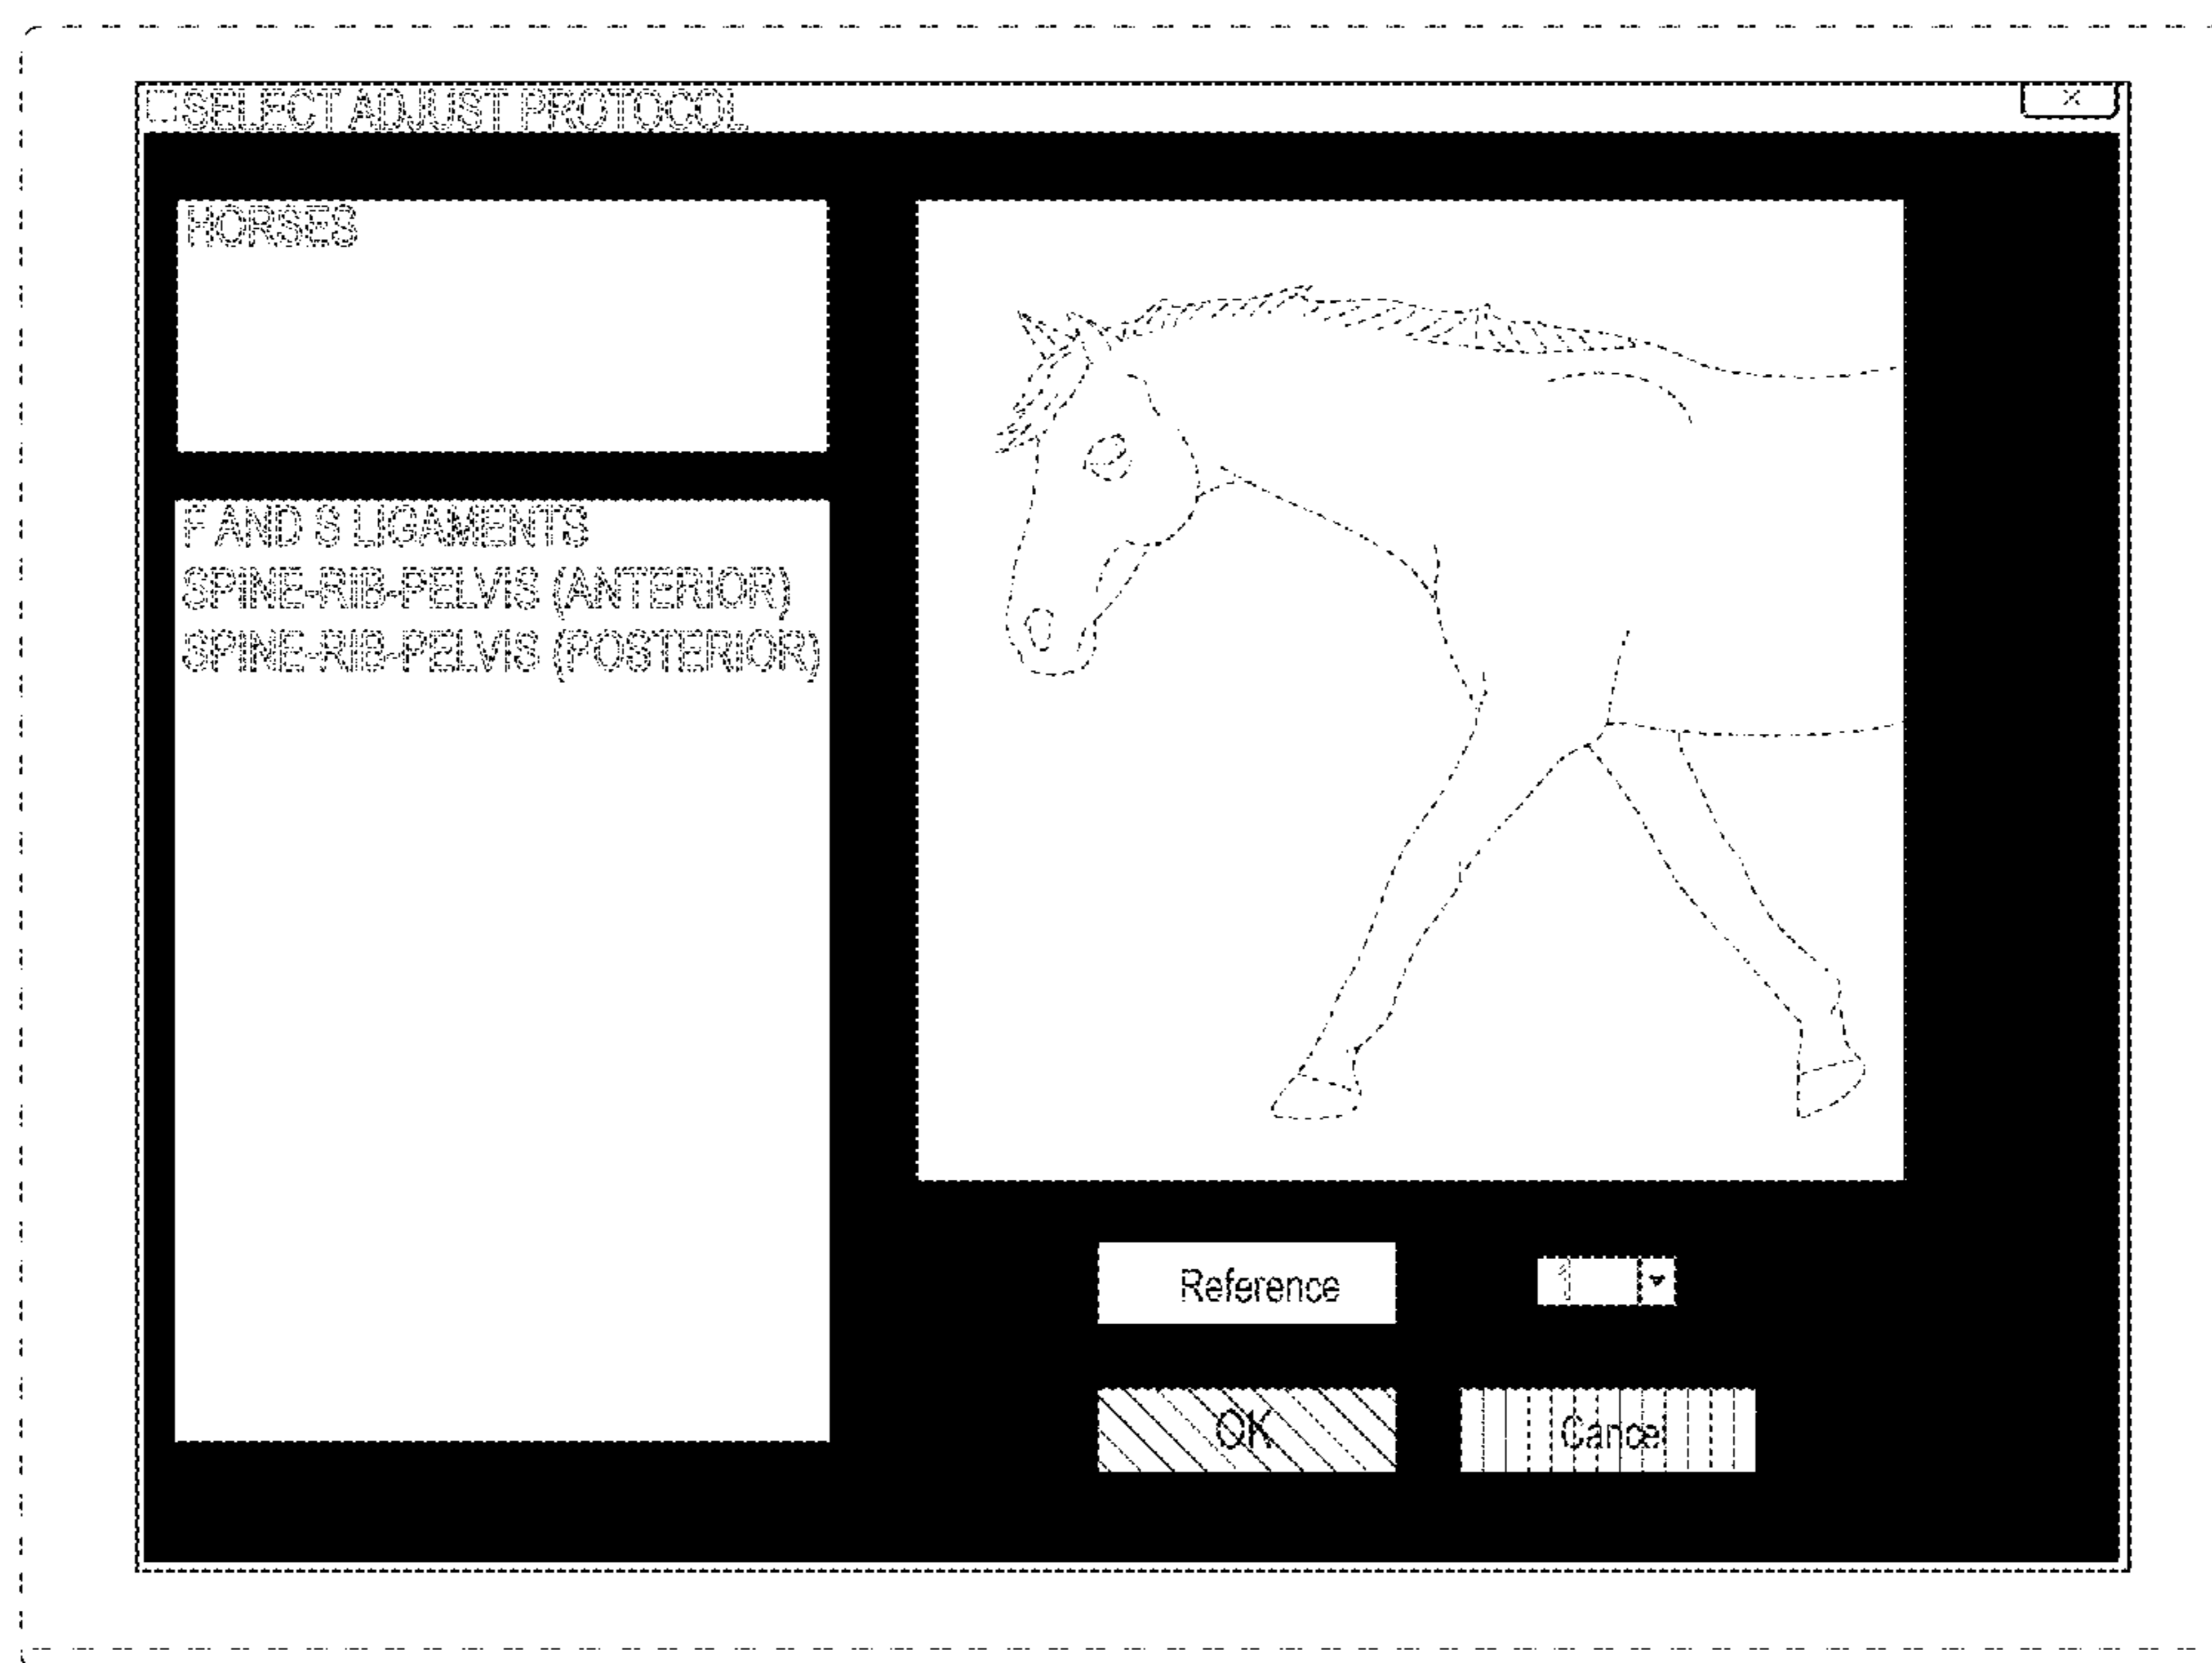 SELECT ADJUST PROTOCOL
X
HORSES
F AND S LIGAMENTS
SPINE-RIB-PELVIS (ANTERIOR)
SPINE-RIB-PELVIS (POSTERIOR)
Reference
1
OK
Cancel